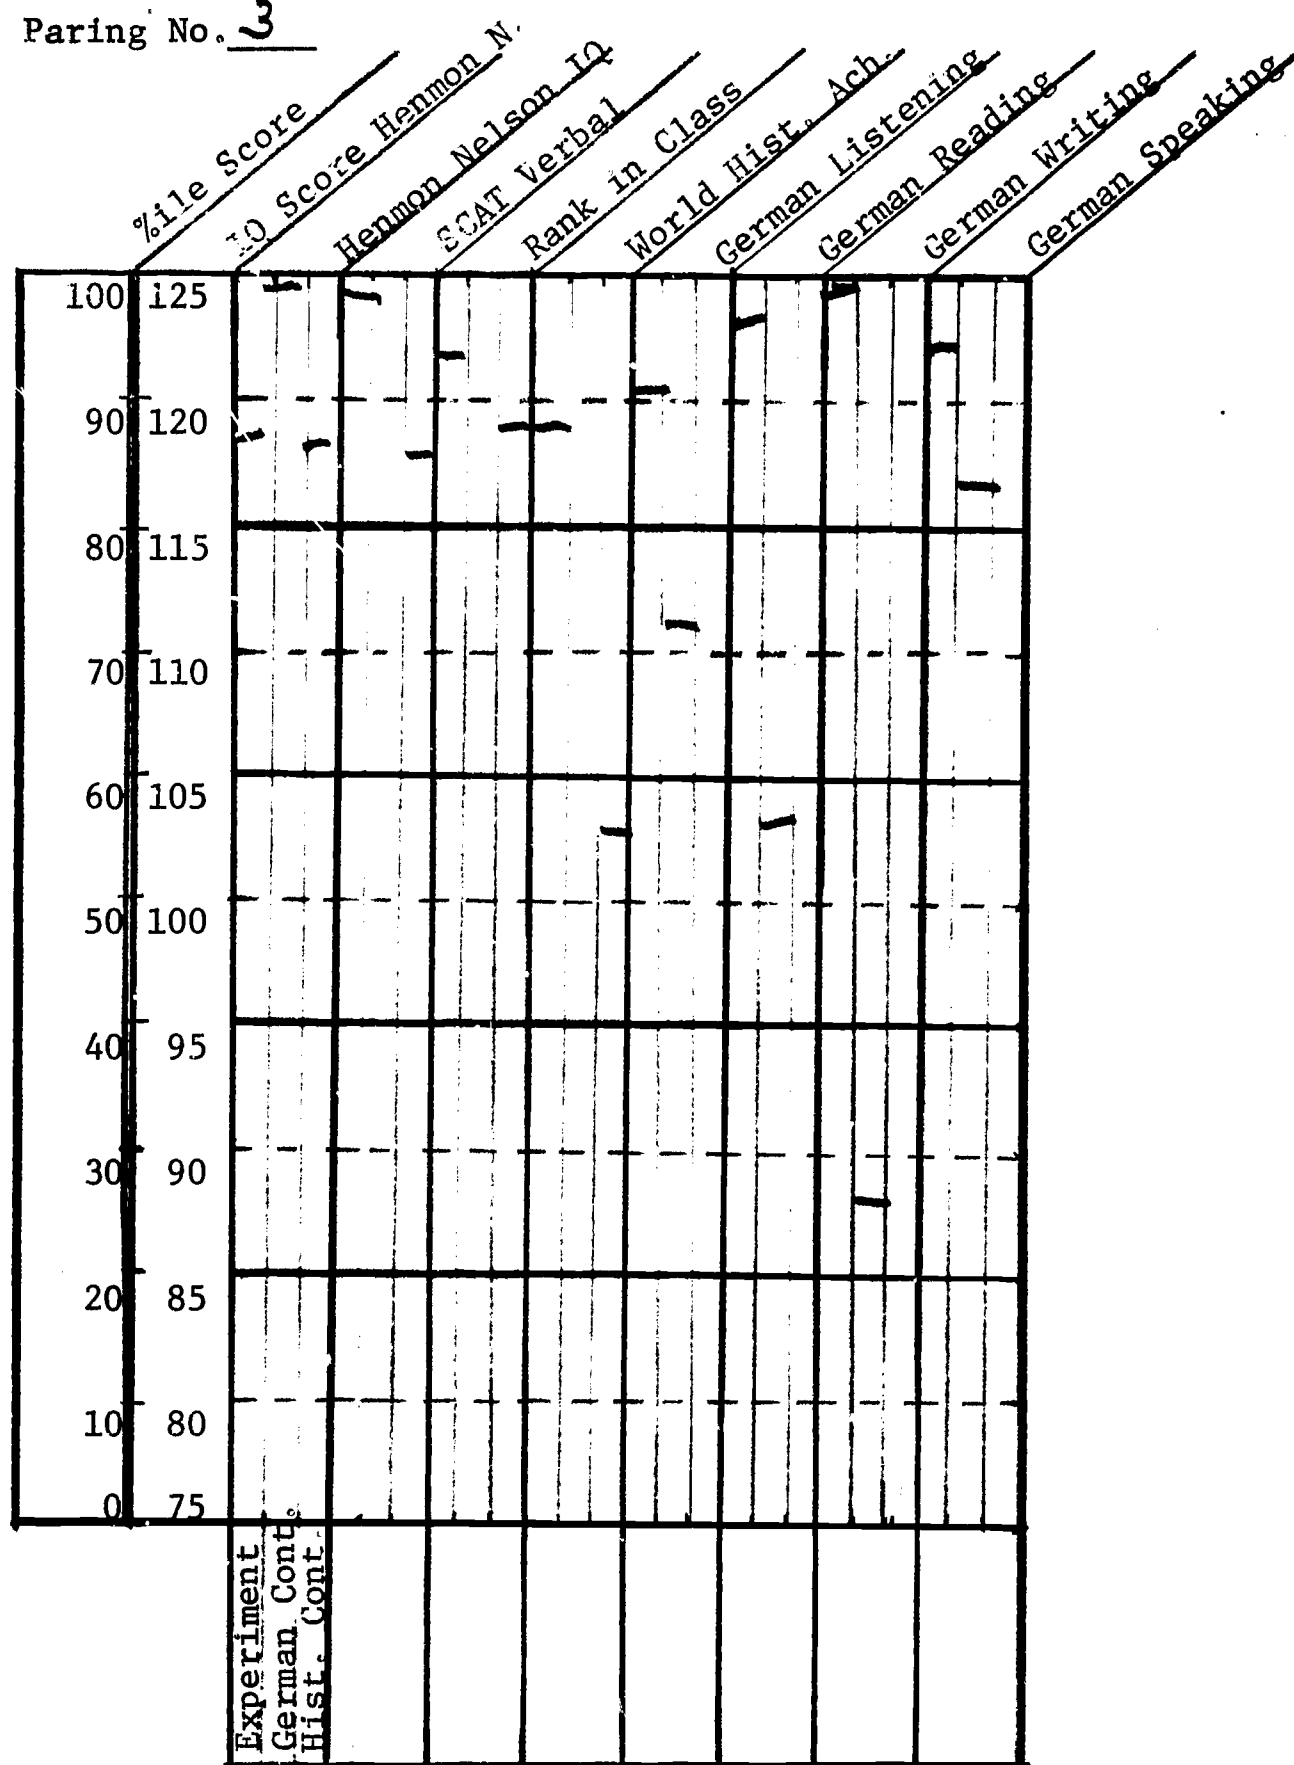 Paring No. 3
%ile Score
IQ Score Henmon N.
Henmon Nelson IQ
SCAT Verbal
Rank in Class
World Hist. Ach.
German Listening
German Reading
German Writing
German Speaking
100 125
90 120
80 115
70 110
60 105
50 100
40 95
30 90
20 85
10 80
0 75
Experiment
German Cont.
Hist. Cont.